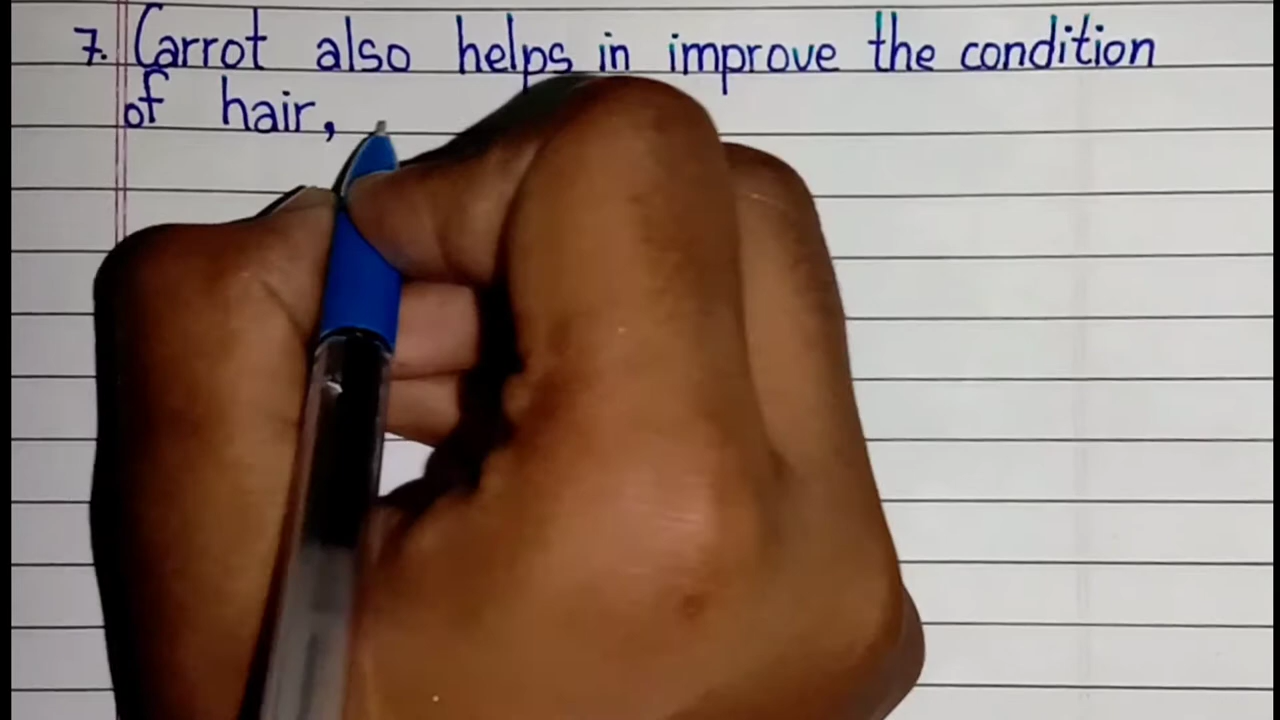 7. Carrot also helps in improve the condition
of hair,